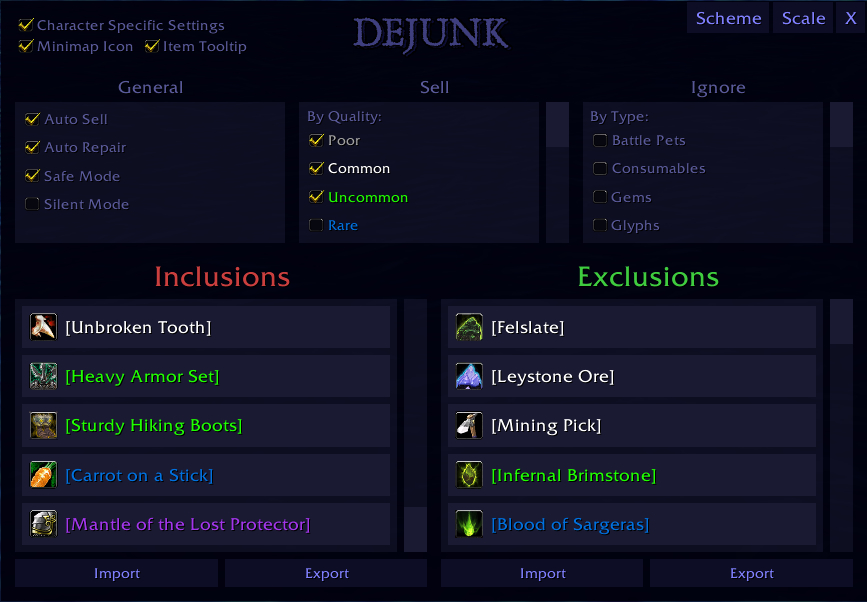 Character Specific Settings
Minimap Icon Item Tooltip
DEJUNK
Scheme Scale X
General
Auto Sell
Auto Repair
Safe Mode
Silent Mode
Sell
By Quality:
Poor
Common
Uncommon
Rare
Ignore
By Type:
Battle Pets
Consumables
Gems
Glyphs
Inclusions
[Unbroken Tooth]
[Heavy Armor Set]
[Sturdy Hiking Boots]
[Carrot on a Stick]
[Mantle of the Lost Protector]
Import Export
Exclusions
[Felslate]
[Leystone Ore]
[Mining Pick]
[Infernal Brimstone]
[Blood of Sargeras]
Import Export